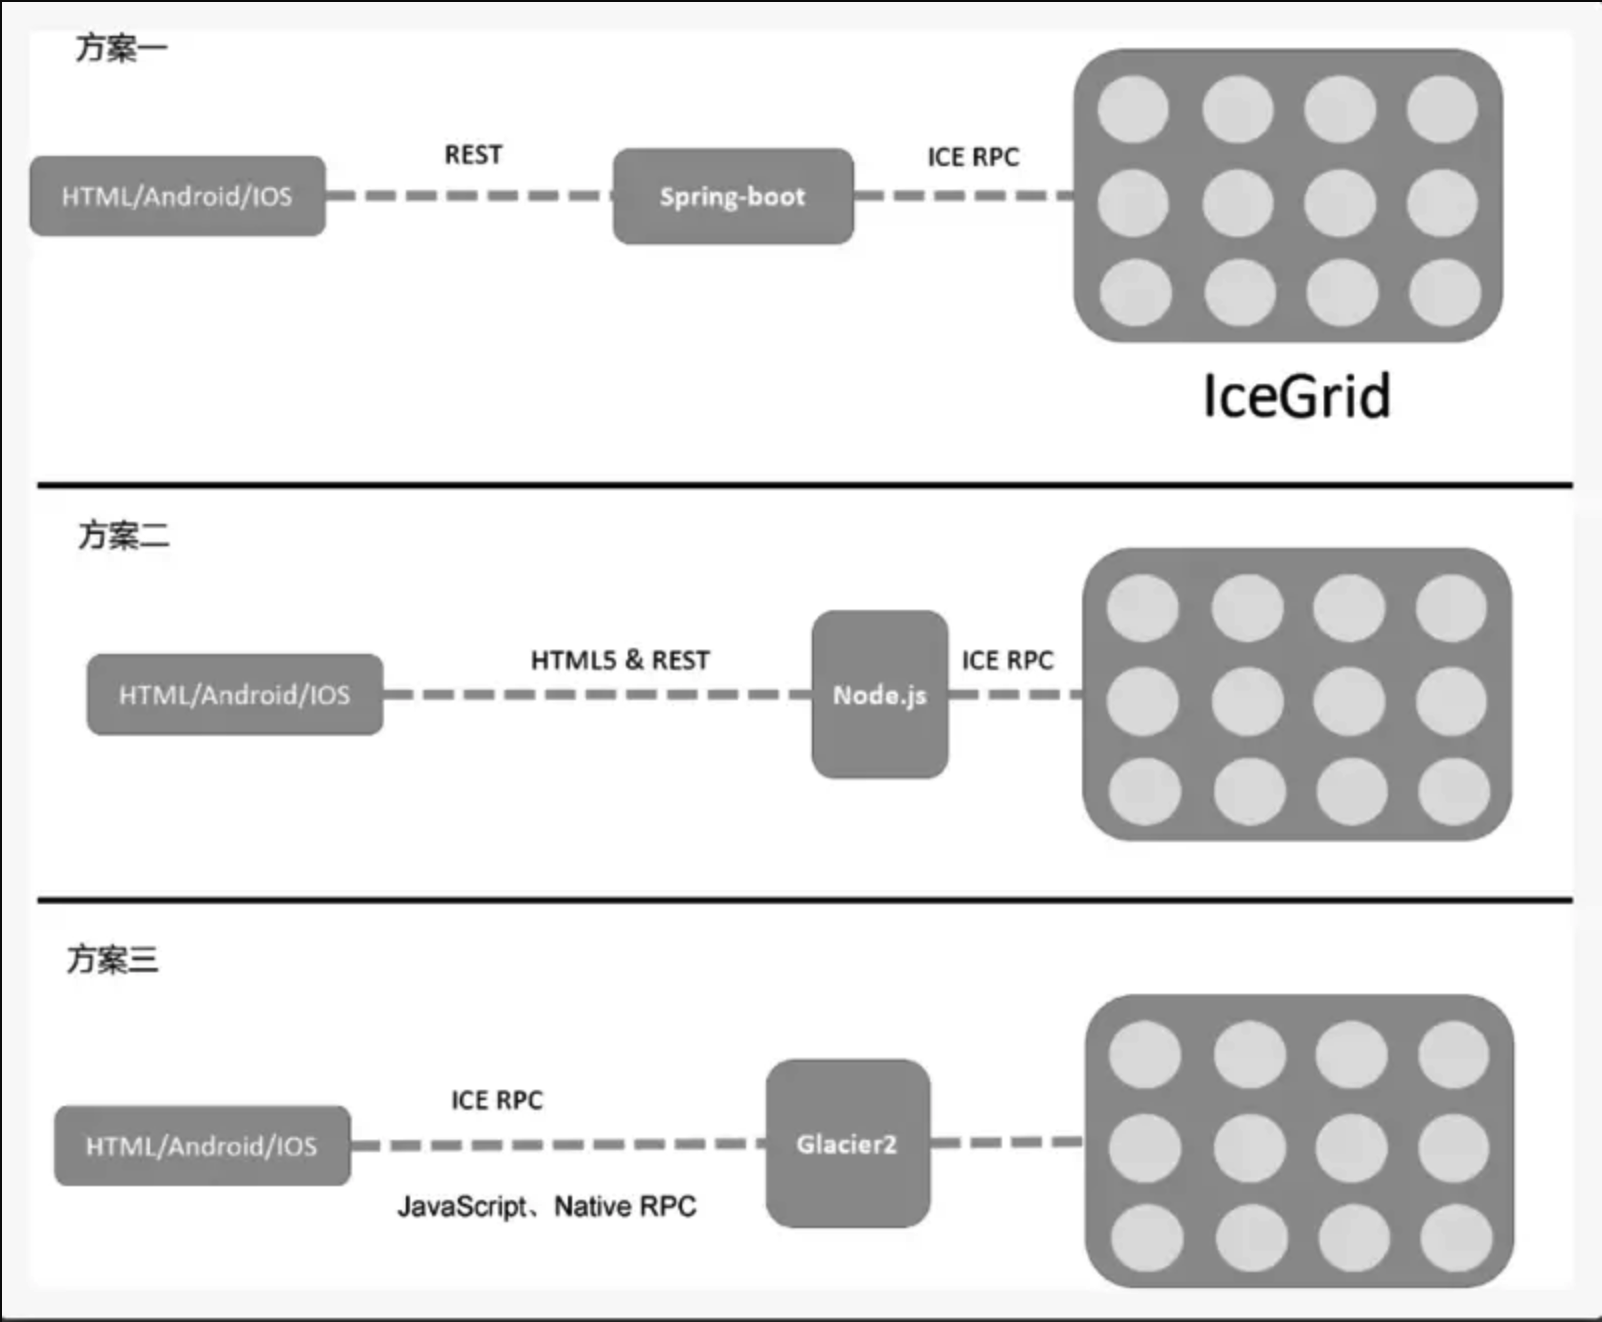 方案一
REST
ICE RPC
HTML/Android/IOS
Spring-boot
IceGrid
方案二
HTML5 & REST
ICE RPC
HTML/Android/IOS
Node.js
方案三
ICE RPC
HTML/Android/IOS
Glacier2
JavaScript、Native RPC